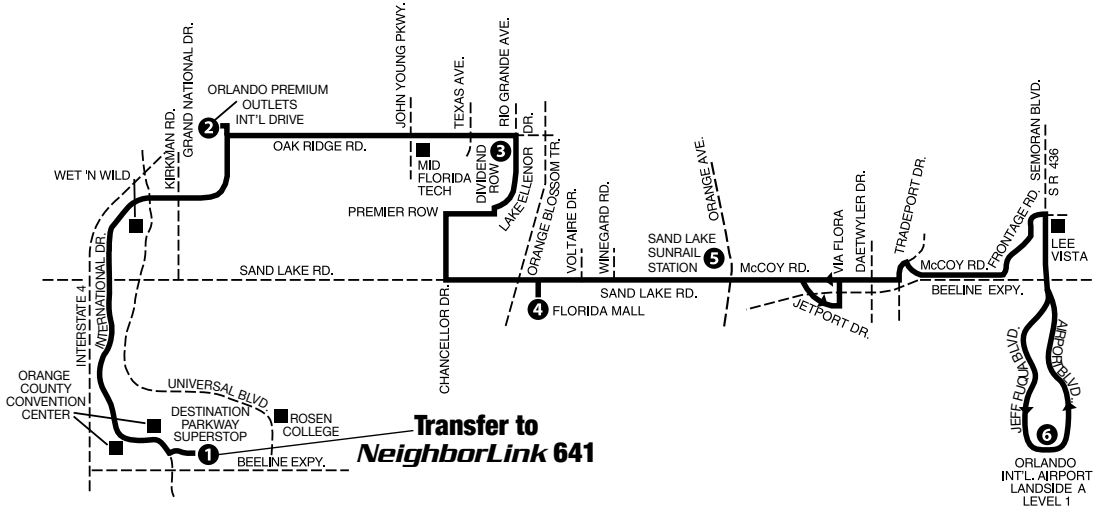 ORLANDO PREMIUM
OUTLETS
INT'L DRIVE
2
KIRKMAN RD.
GRAND NATIONAL DR.
WET 'N WILD
OAK RIDGE RD.
JOHN YOUNG PKWY.
MID
FLORIDA
TECH
TEXAS AVE.
RIO GRANDE AVE.
3
DIVIDEND
ROW
LAKE ELLENOR
DR.
PREMIER ROW
ORANGE BLOSSOM TR.
VOLTAIRE DR.
WINEGARD RD.
SAND LAKE
SUNRAIL
STATION
5
ORANGE AVE.
McCOY RD.
VIA FLORA
DAETWYLER DR.
TRADEPORT DR.
McCOY RD.
FRONTAGE RD.
SEMORAN BLVD.
S R 436
LEE
VISTA
SAND LAKE RD.
SAND LAKE RD.
BEELINE EXPY.
JETPORT DR.
4
FLORIDA MALL
CHANCELLOR DR.
INTERSTATE 4
INTERNATIONAL DR.
ORANGE
COUNTY
CONVENTION
CENTER
UNIVERSAL BLVD.
DESTINATION
PARKWAY
SUPERSTOP
1
ROSEN
COLLEGE
BEELINE EXPY.
Transfer to
NeighborLink 641
JEFF FUQUA BLVD.
AIRPORT BLVD.
6
ORLANDO
INT'L. AIRPORT
LANDSIDE A
LEVEL 1